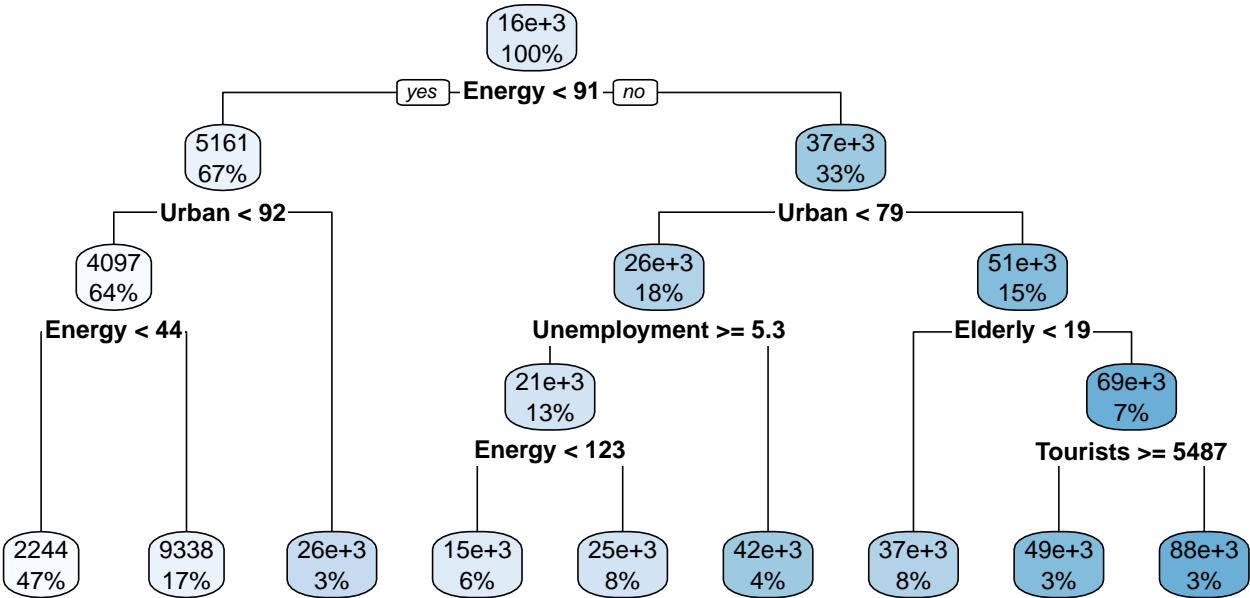 16e+3
100%
yes Energy < 91 no
5161
67%
37e+3
33%
Urban < 92
Urban < 79
4097
64%
26e+3
18%
51e+3
15%
Energy < 44
Unemployment >= 5.3
Elderly < 19
21e+3
13%
69e+3
7%
Energy < 123
Tourists >= 5487
2244
47%
9338
17%
26e+3
3%
15e+3
6%
25e+3
8%
42e+3
4%
37e+3
8%
49e+3
3%
88e+3
3%